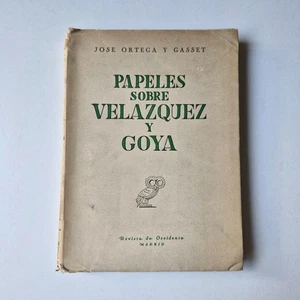 JOSE ORTEGA Y GASSET
PAPELES
SOBRE
VELAZQUEZ
Y
GOYA
Revista de Occidente
MADRID